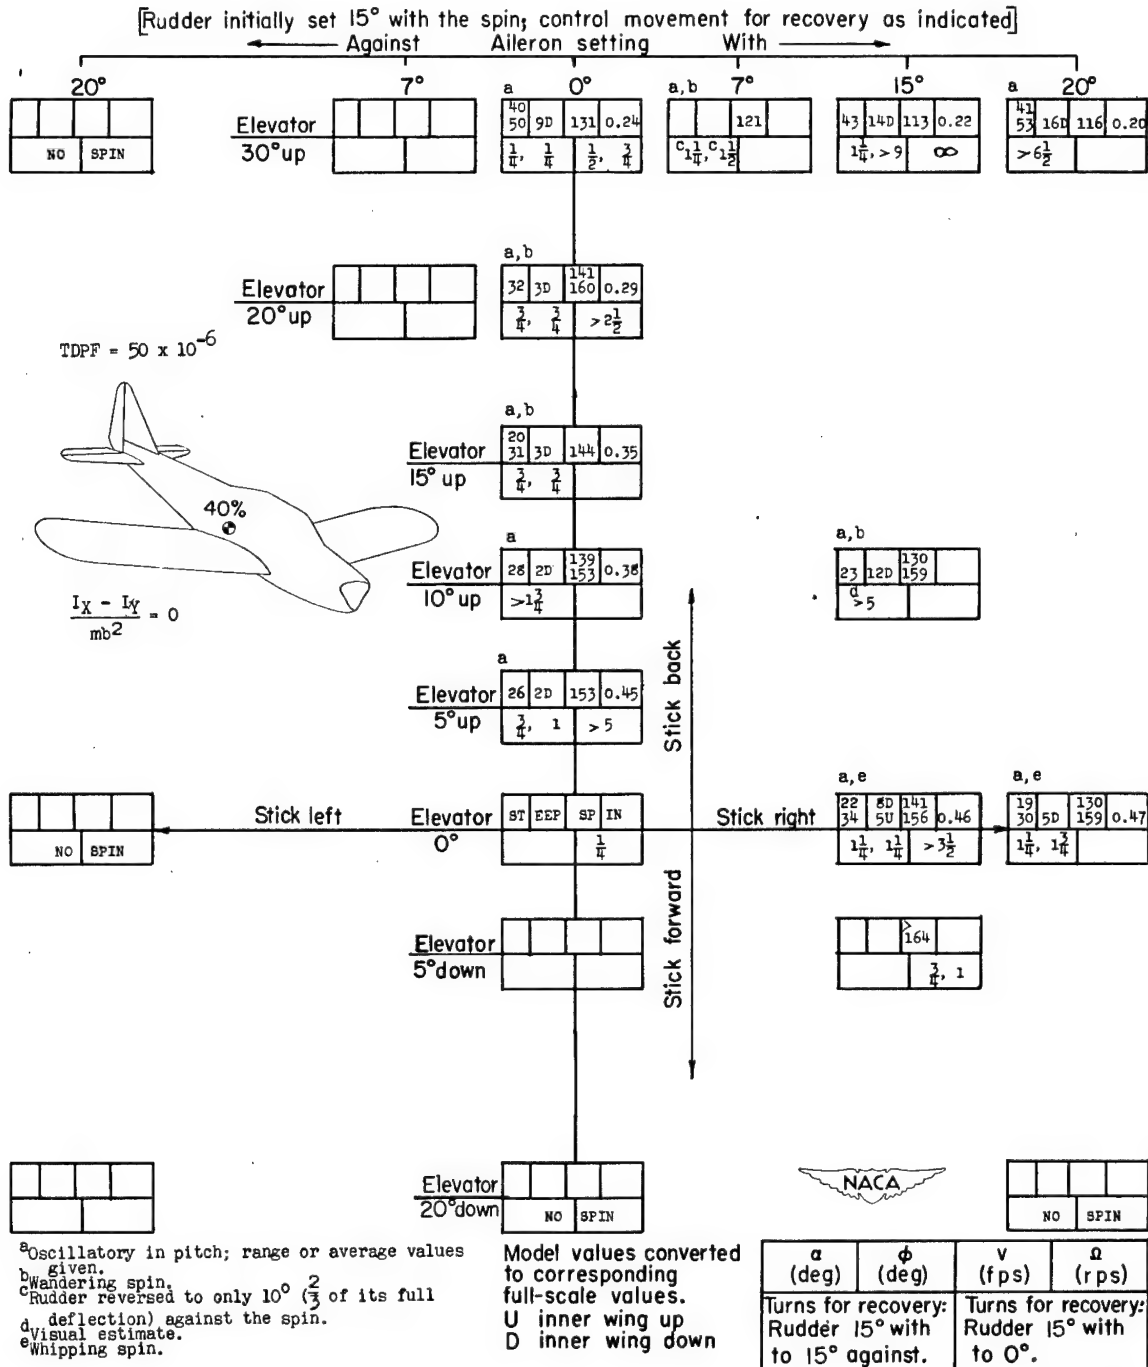 [Rudder initially set 15° with the spin; control movement for recovery as indicated]
Against Aileron setting With
20° 7° 0° 7° 15° 20°
a a,b a
Elevator
30° up
NO SPIN
40
50 9D 131 0.24
1/4, 1/4 1/2, 3/4
121
c1 1/4, c1 1/2
43 14D 113 0.22
1 1/4, >9 ∞
41
53 16D 116 0.20
>6 1/2
a,b
Elevator
20° up
32 3D 141
160 0.29
3/4, 3/4 >2 1/2
TDPF = 50 x 10-6
40%
IX - IY
mb2 = 0
a,b
Elevator
15° up
20
31 3D 144 0.35
3/4, 3/4
a
Elevator
10° up
28 2D 139
153 0.38
>1 3/4
a,b
23 12D 130
159
d
>5
a
Elevator
5° up
26 2D 153 0.45
3/4, 1 >5
Stick back
NO SPIN
Stick left
Elevator
0°
STEEP SPIN
1/4
Stick right
a,e
22
34 8D
5U 141
156 0.46
1 1/4, 1 1/4 >3 1/2
a,e
19
30 5D 130
159 0.47
1 1/4, 1 3/4
Stick forward
Elevator
5° down
>
164
3/4, 1
Elevator
20° down
NO SPIN
NACA
NO SPIN
aOscillatory in pitch; range or average values
given.
bWandering spin.
cRudder reversed to only 10° (2/3 of its full
deflection) against the spin.
dVisual estimate.
eWhipping spin.
Model values converted
to corresponding
full-scale values.
U inner wing up
D inner wing down
α
(deg) ϕ
(deg) V
(fps) Ω
(rps)
Turns for recovery:
Rudder 15° with
to 15° against.
Turns for recovery:
Rudder 15° with
to 0°.